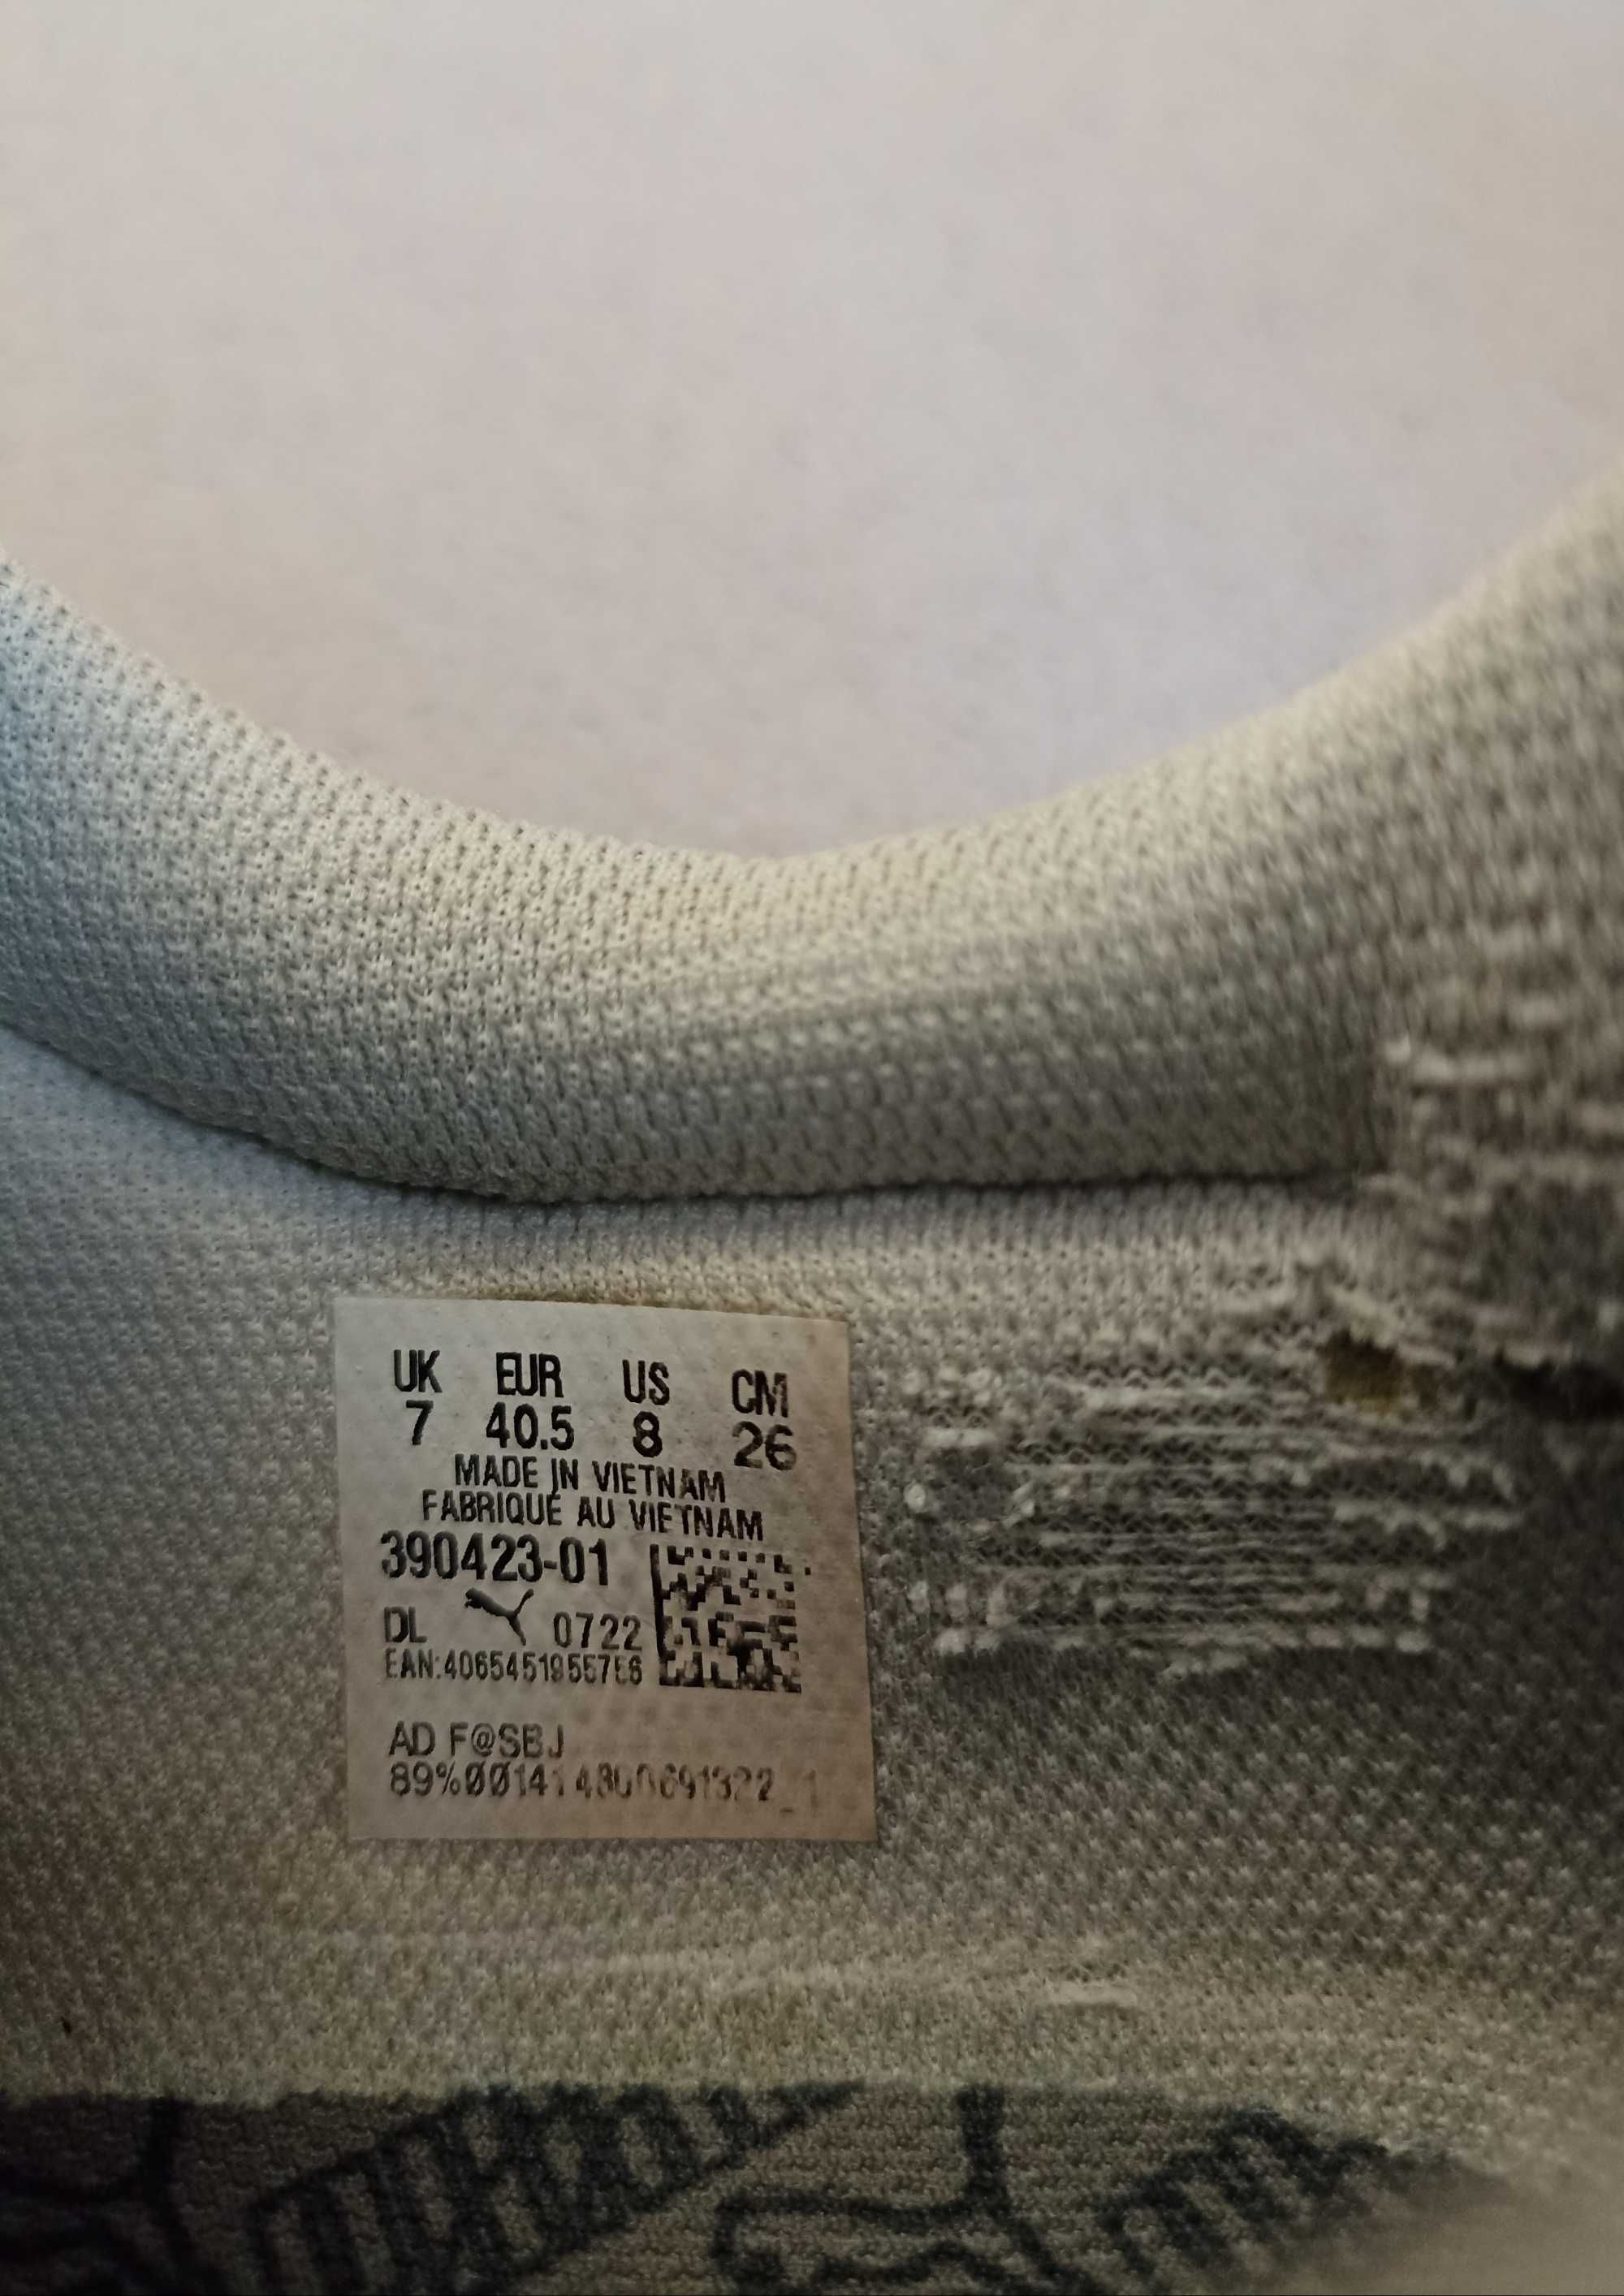 UK EUR US CM
7 40.5 8 26
MADE IN VIETNAM
FABRIQUÉ AU VIETNAM
390423-01
DL 0722
AD F@SBJ